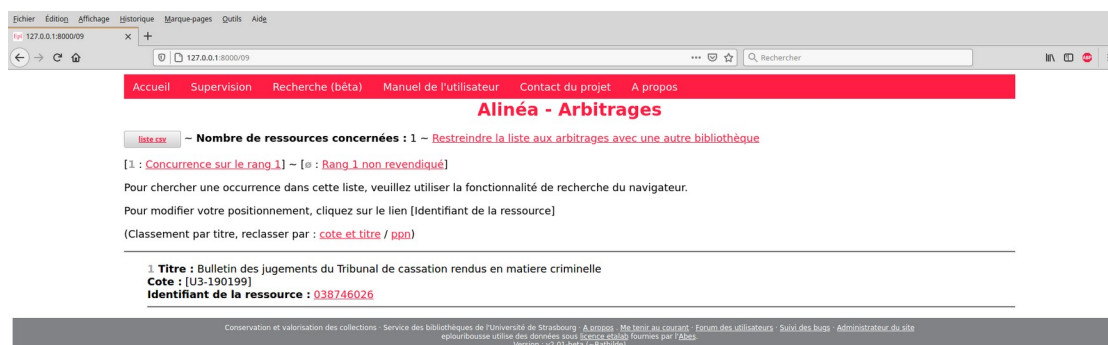 Fichier Édition Affichage Historique Marque-pages Outils Aide
Epl 127.0.0.1:8000/09 × +
127.0.0.1:8000/09 ••• Rechercher ABP
Accueil Supervision Recherche (bêta) Manuel de l'utilisateur Contact du projet A propos
Alinéa - Arbitrages
liste csv ~ Nombre de ressources concernées : 1 ~ Restreindre la liste aux arbitrages avec une autre bibliothèque
[1 : Concurrence sur le rang 1] ~ [ø : Rang 1 non revendiqué]
Pour chercher une occurrence dans cette liste, veuillez utiliser la fonctionnalité de recherche du navigateur.
Pour modifier votre positionnement, cliquez sur le lien [Identifiant de la ressource]
(Classement par titre, reclasser par : cote et titre / ppn)
1 Titre : Bulletin des jugements du Tribunal de cassation rendus en matiere criminelle
Cote : [U3-190199]
Identifiant de la ressource : 038746026
Conservation et valorisation des collections · Service des bibliothèques de l'Université de Strasbourg · A propos · Me tenir au courant · Forum des utilisateurs · Suivi des bugs · Administrateur du site
eplouribousse utilise des données sous licence etalab fournies par l'Abes.
Version : v2.01-beta (~Rathilde)